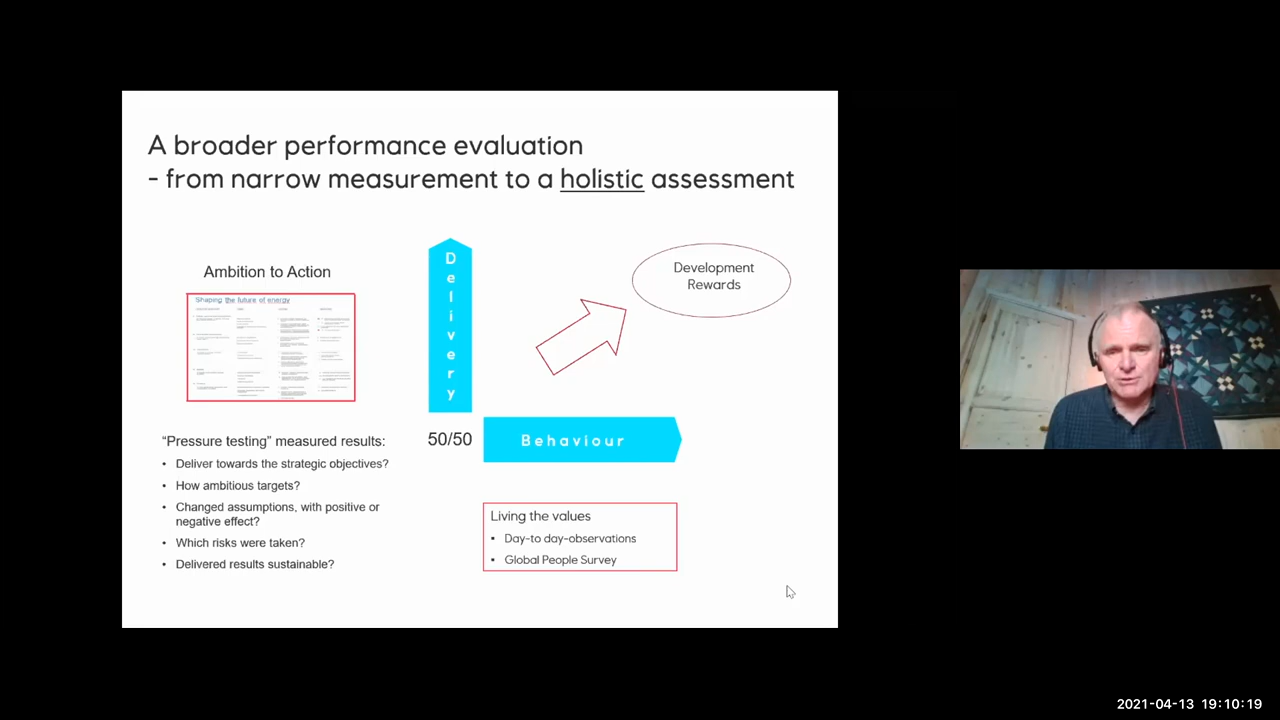 A broader performance evaluation
- from narrow measurement to a holistic assessment
Ambition to Action
Shaping the future of energy
Delivery
Development
Rewards
50/50
Behaviour
"Pressure testing" measured results:
• Deliver towards the strategic objectives?
• How ambitious targets?
• Changed assumptions, with positive or
negative effect?
• Which risks were taken?
• Delivered results sustainable?
Living the values
• Day-to day-observations
• Global People Survey
2021-04-13 19:10:19